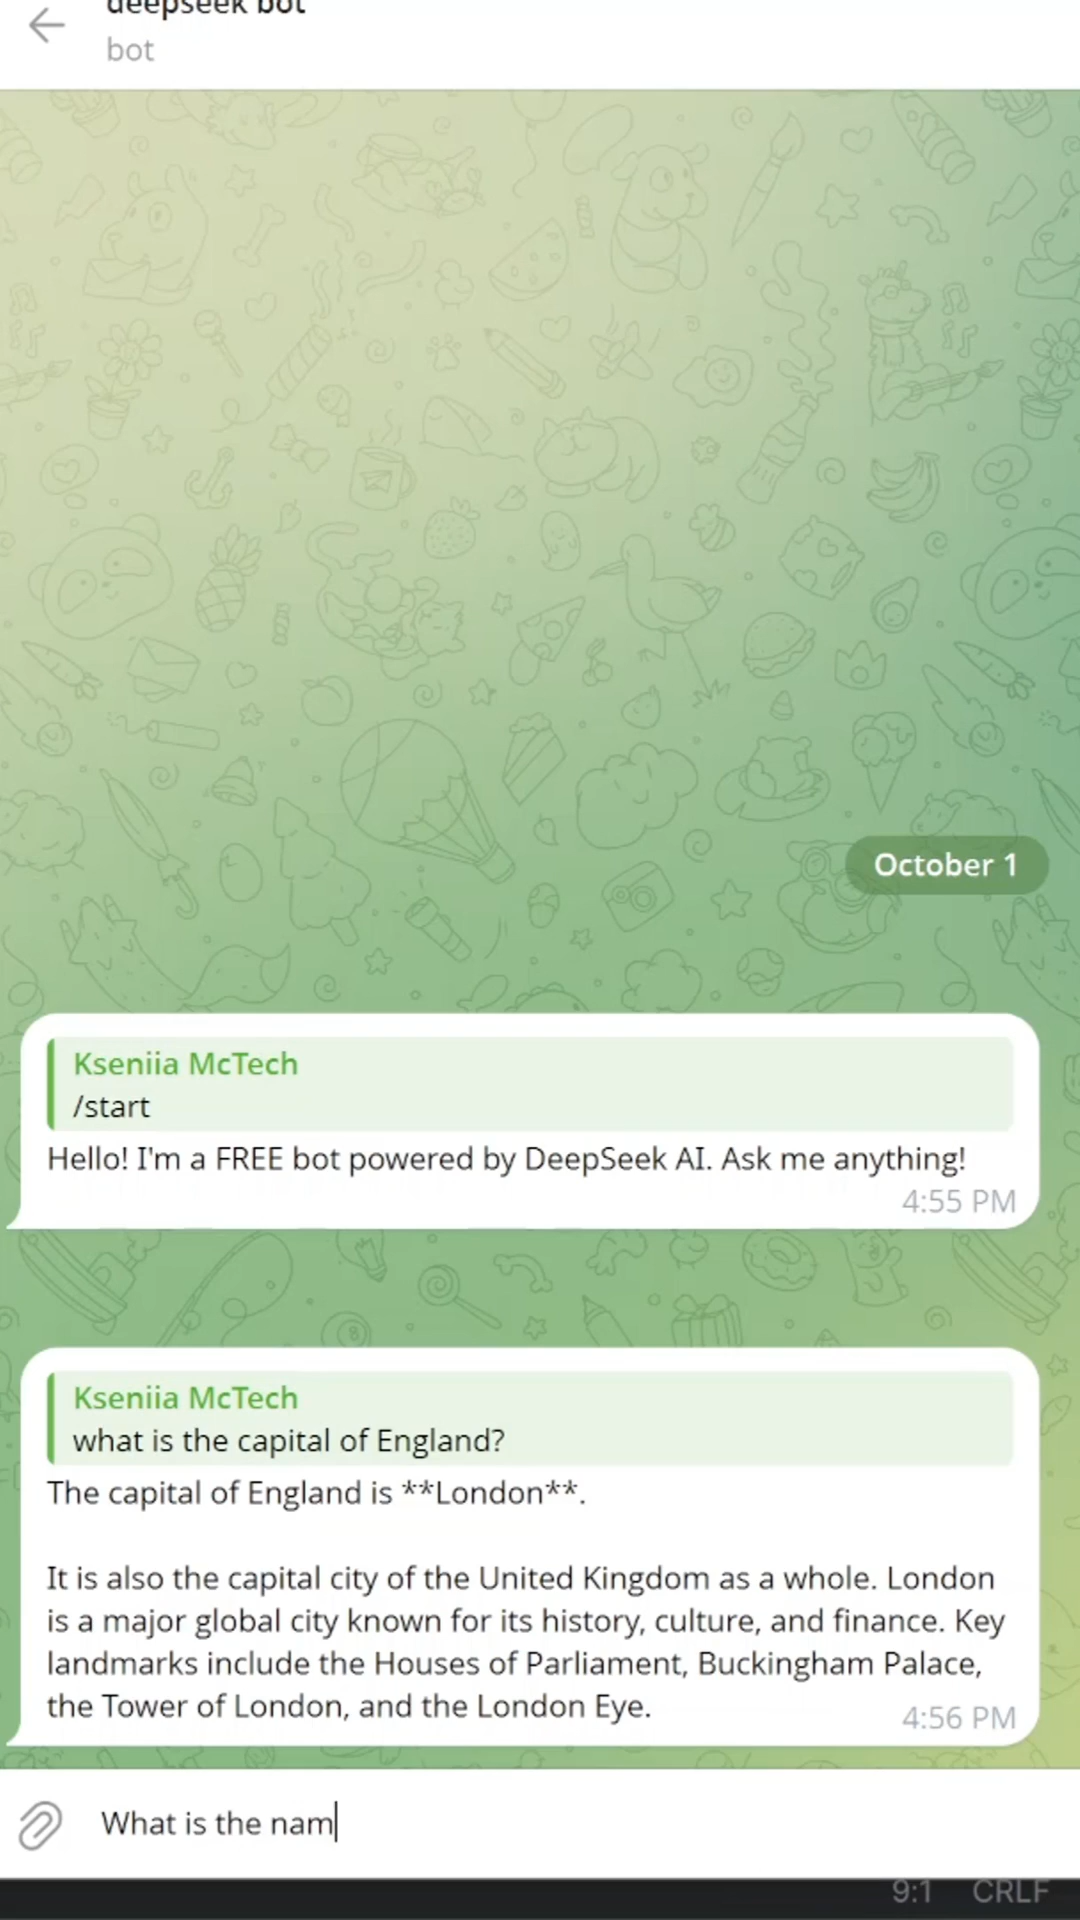 deepseek bot
bot
October 1
Kseniia McTech
/start
Hello! I'm a FREE bot powered by DeepSeek AI. Ask me anything!
4:55 PM
Kseniia McTech
what is the capital of England?
The capital of England is **London**.
It is also the capital city of the United Kingdom as a whole. London
is a major global city known for its history, culture, and finance. Key
landmarks include the Houses of Parliament, Buckingham Palace,
the Tower of London, and the London Eye.
4:56 PM
What is the nam
9:1 CRLF